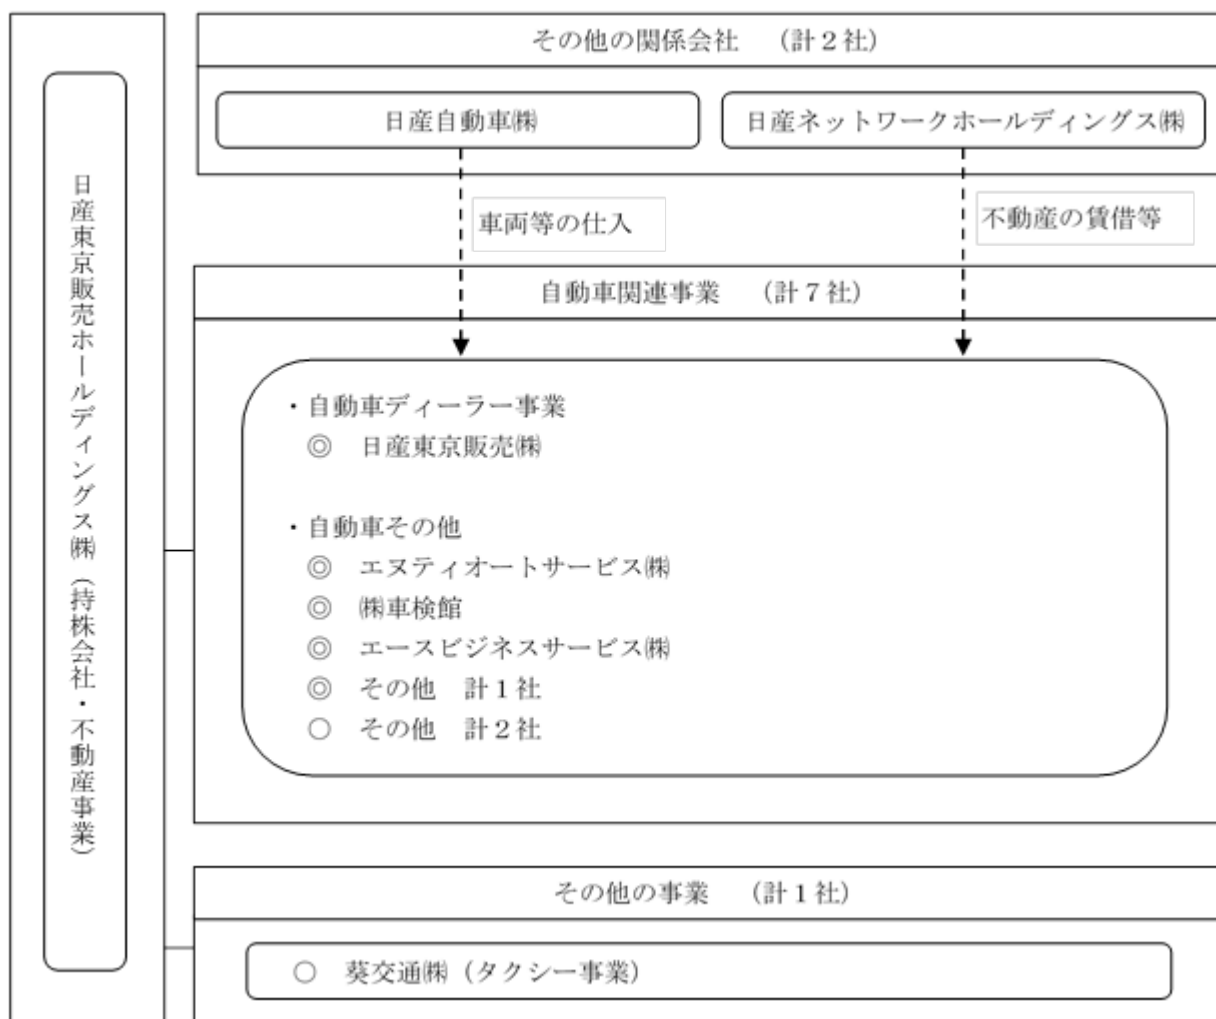 日産東京販売ホールディングス㈱（持株会社・不動産事業）
その他の関係会社　（計２社）
日産自動車㈱
日産ネットワークホールディングス㈱
車両等の仕入
不動産の賃借等
自動車関連事業　（計７社）
・自動車ディーラー事業
◎　日産東京販売㈱
・自動車その他
◎　エヌティオートサービス㈱
◎　㈱車検館
◎　エースビジネスサービス㈱
◎　その他　計１社
○　その他　計２社
その他の事業　（計１社）
○　葵交通㈱（タクシー事業）